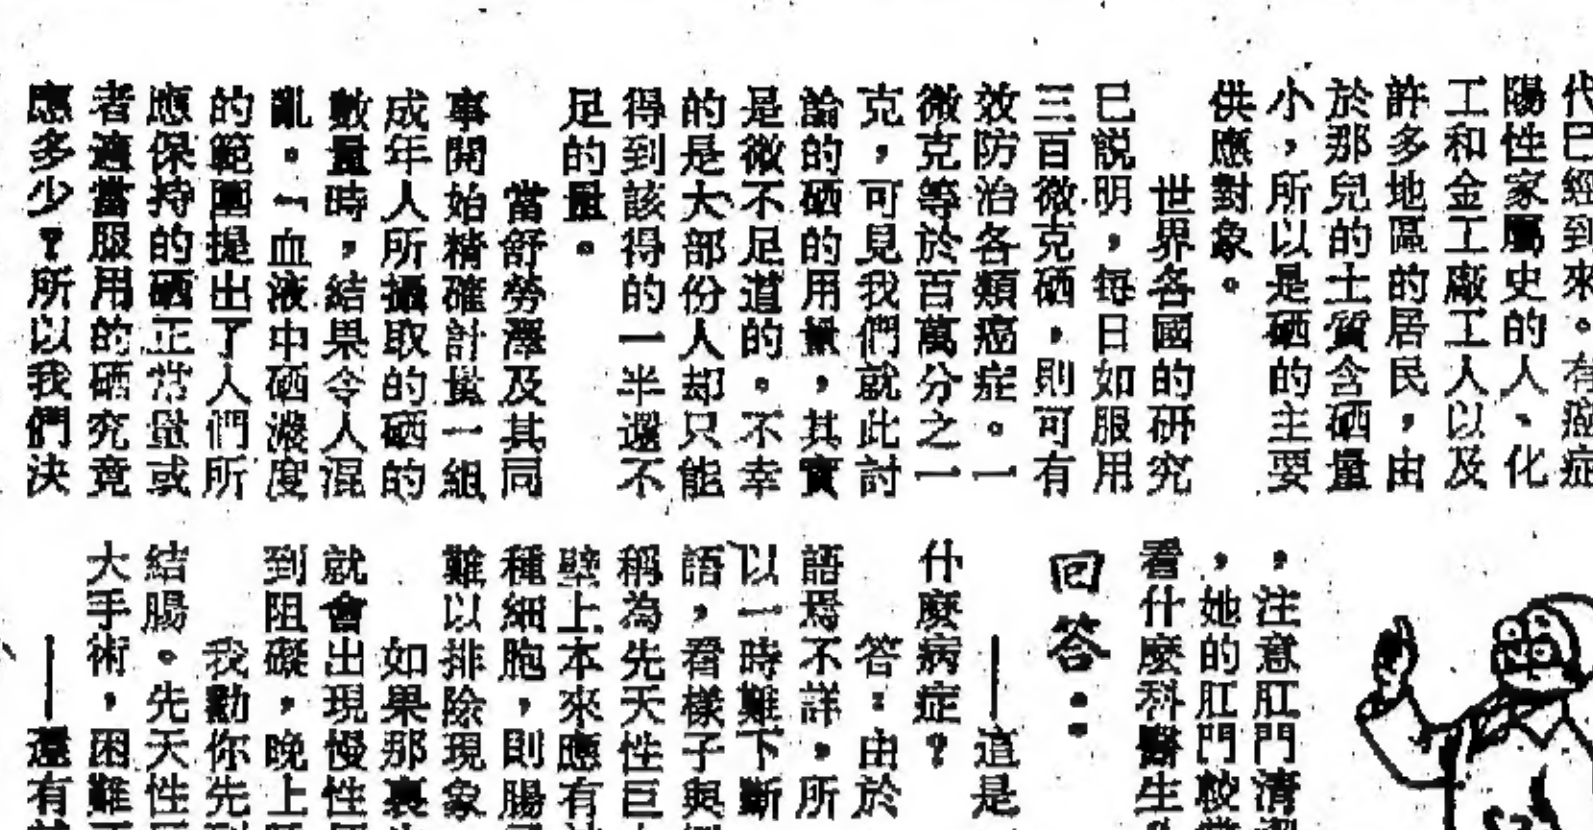 代已經到來。有癌症
陽性家屬史的人、化
工和金工廠工人以及
許多地區的居民，由
於那兒的土質含硒量
小，所以是硒的主要
供應對象。
世界各國的研究
已説明，每日如服用
三百微克硒，則可有
效防治各類癌症。一
微克等於百萬分之一
克，可見我們就此討
論的硒的用量，其實
是微不足道的。不幸
的是大部份人却只能
得到該得的一半還不
足的量。
當舒勞澤及其同
事開始精確計量一組
成年人所攝取的硒的
數量時，結果令人混
亂。「血液中硒濃度
的範圍提出了人們所
應保持的硒正常量或
者適當服用的硒究竟
應多少？所以我們決
，注意肛門清潔
，她的肛門較
看什麼科醫生
回答：
——這是
什麼病症？
答：由於
語焉不詳，所
以一時難下斷
語，看樣子與
稱為先天性巨
壁上本來應有
種細胞，則腸
難以排除現象
如果那裏
就會出現慢性
到阻礙，晚上
我勸你先
結腸。先天性
大手術，困難
——還有